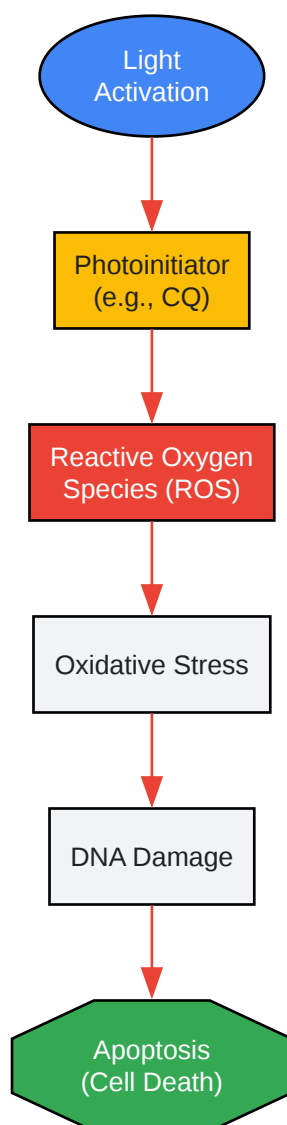 Light
Activation
Photoinitiator
(e.g., CQ)
Reactive Oxygen
Species (ROS)
Oxidative Stress
DNA Damage
Apoptosis
(Cell Death)